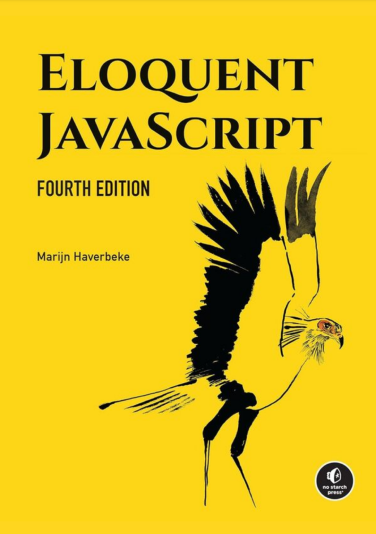 ELOQUENT
JAVASCRIPT
FOURTH EDITION
Marijn Haverbeke
no starch
press